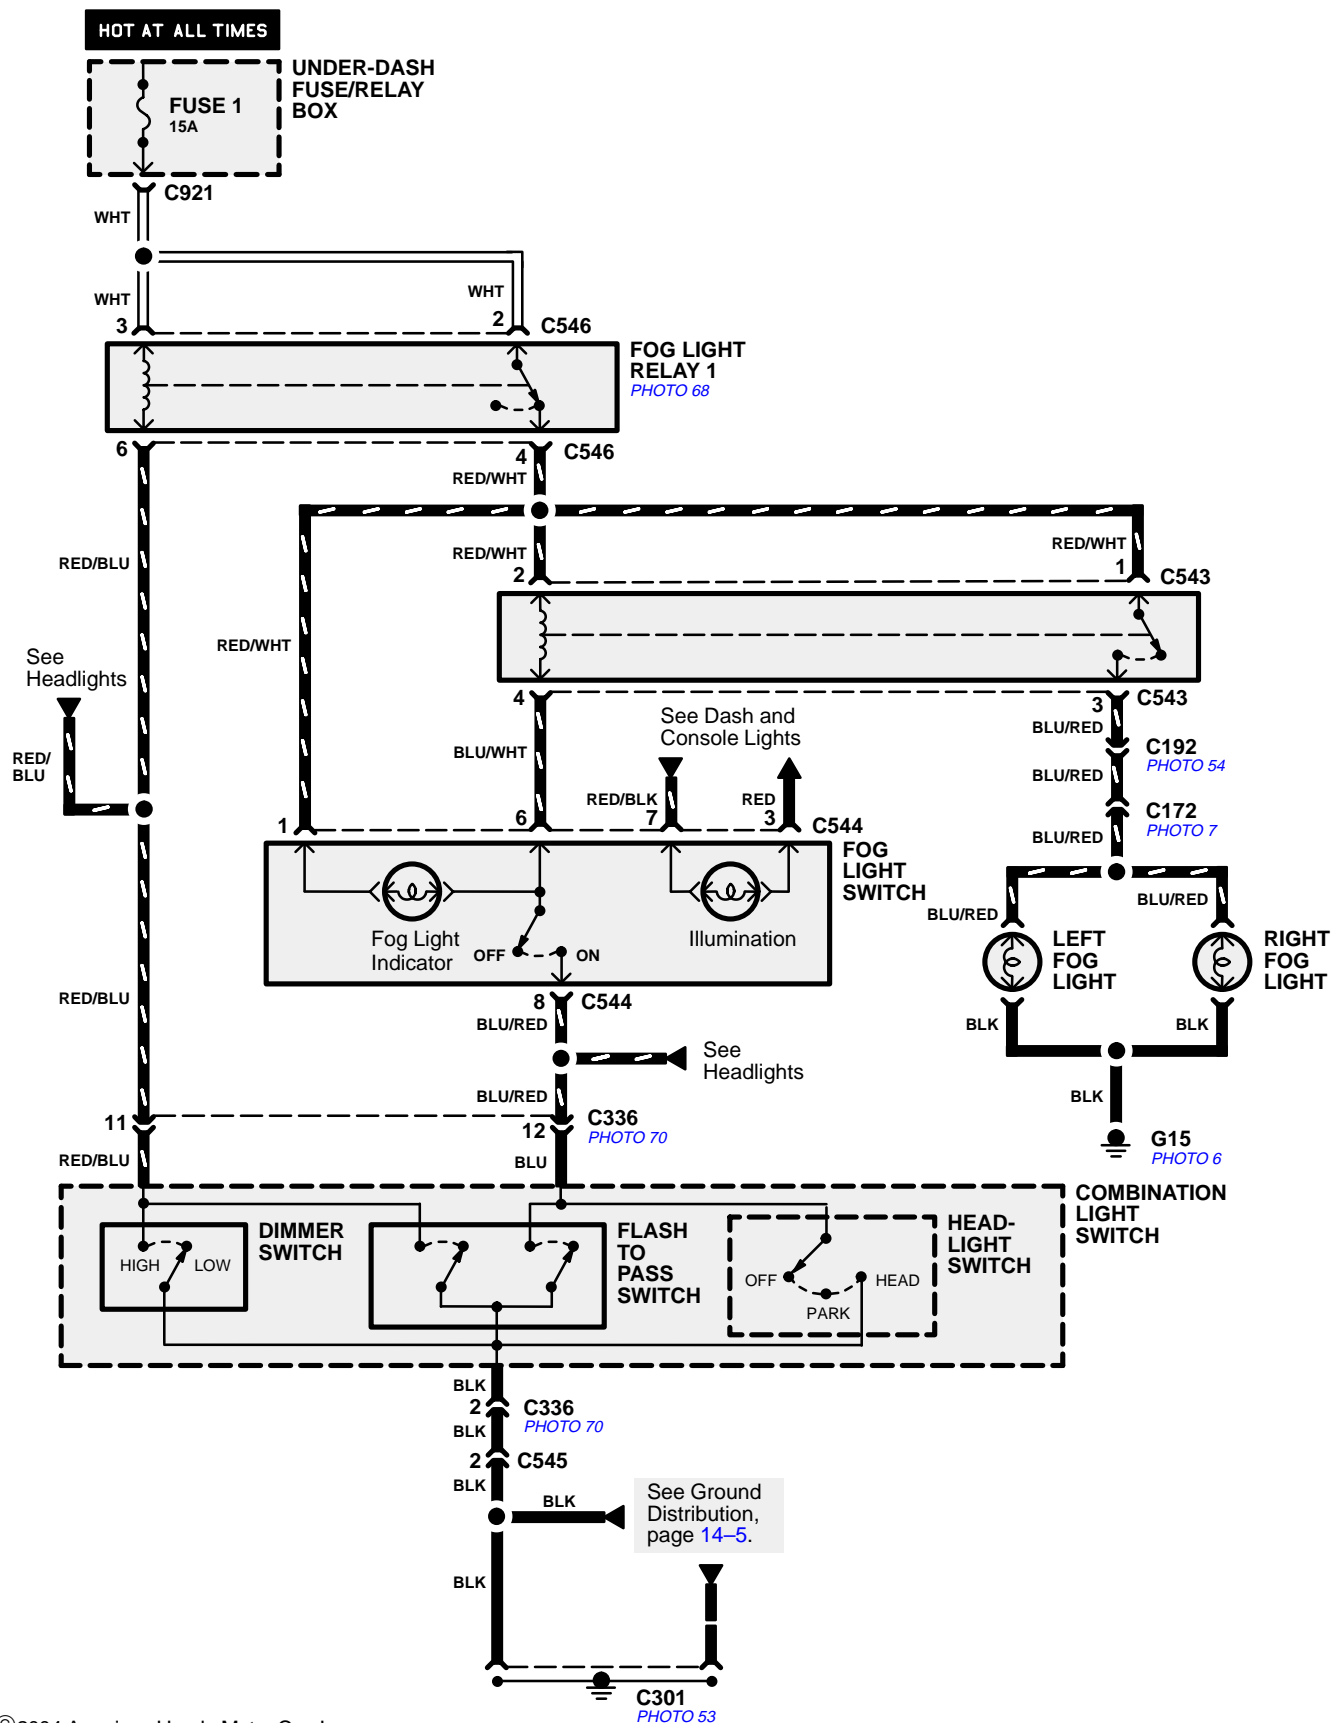 HOT AT ALL TIMES
UNDER-DASH
FUSE/RELAY
BOX
FUSE 1
15A
C921
WHT
WHT
WHT
3
2
C546
FOG LIGHT
RELAY 1
PHOTO 68
6
4
C546
RED/WHT
RED/BLU
RED/WHT
RED/WHT
2
1
C543
RED/WHT
See
Headlights
RED/
BLU
4
3
C543
See Dash and
Console Lights
BLU/RED
BLU/WHT
C192
PHOTO 54
BLU/RED
RED/BLK
RED
C172
PHOTO 7
BLU/RED
1
6
7
3
C544
FOG
LIGHT
SWITCH
Fog Light
Indicator
OFF
ON
Illumination
BLU/RED
BLU/RED
LEFT
FOG
LIGHT
RIGHT
FOG
LIGHT
RED/BLU
8
C544
BLU/RED
BLK
BLK
See
Headlights
BLU/RED
BLK
11
12
C336
PHOTO 70
G15
PHOTO 6
RED/BLU
BLU
COMBINATION
LIGHT
SWITCH
DIMMER
SWITCH
HIGH
LOW
FLASH
TO
PASS
SWITCH
HEAD-
LIGHT
SWITCH
OFF
PARK
HEAD
BLK
2
C336
PHOTO 70
BLK
2
C545
BLK
BLK
See Ground
Distribution,
page 14–5.
BLK
C301
PHOTO 53